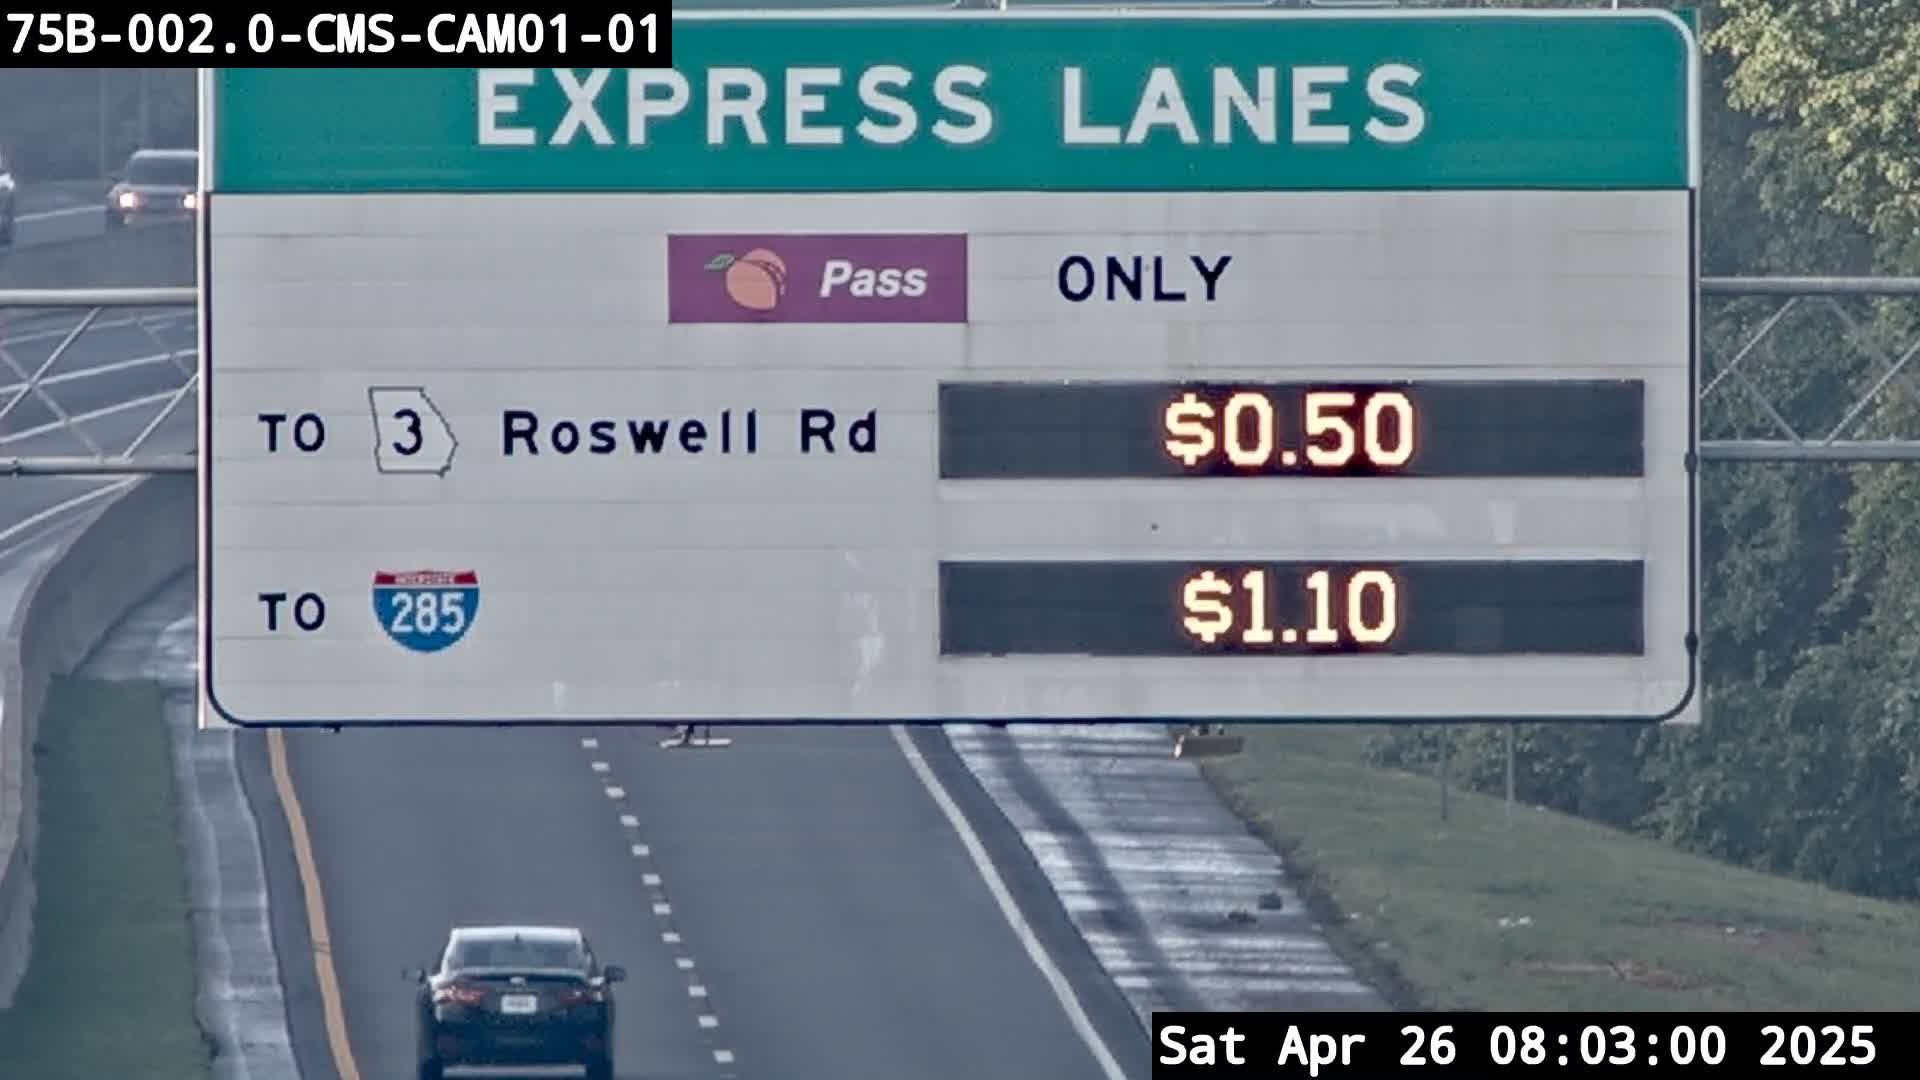 75B-002.0-CMS-CAM01-01
EXPRESS LANES
Pass ONLY
TO 3 Roswell Rd $0.50
INTERSTATE
TO 285 $1.10
Sat Apr 26 08:03:00 2025